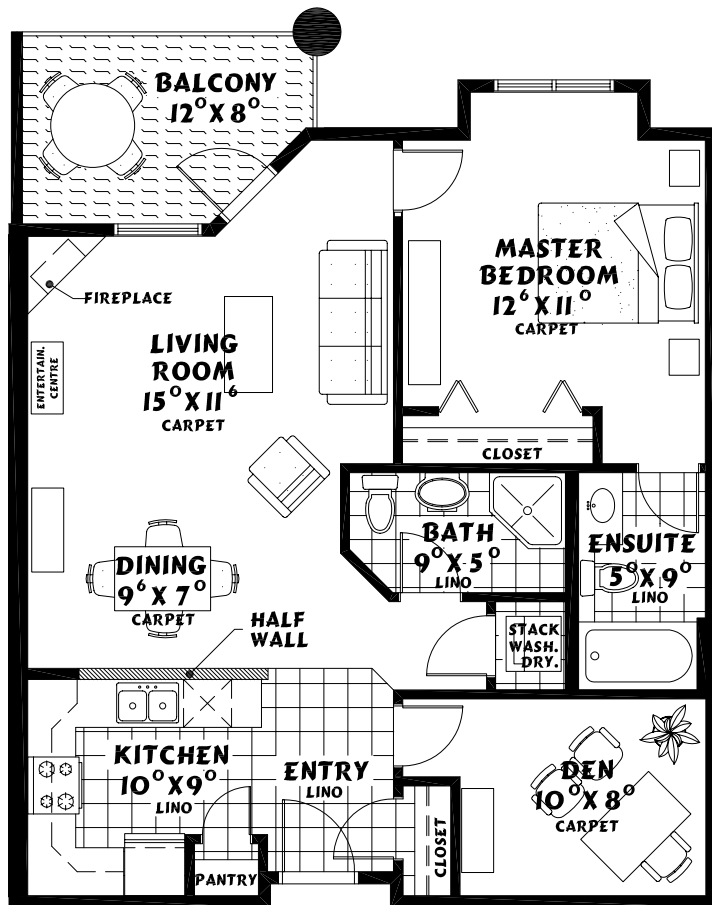 BALCONY
12⁰ X 8⁰
MASTER
BEDROOM
12⁶ X 11⁰
CARPET
FIREPLACE
LIVING
ROOM
15⁰ X 11⁶
CARPET
ENTERTAIN.
CENTRE
CLOSET
BATH
9⁰ X 5⁰
LINO
ENSUITE
5⁰ X 9⁰
LINO
DINING
9⁶ X 7⁰
CARPET
HALF
WALL
STACK
WASH.
DRY.
KITCHEN
10⁰ X 9⁰
LINO
ENTRY
LINO
DEN
10⁰ X 8⁰
CARPET
CLOSET
PANTRY